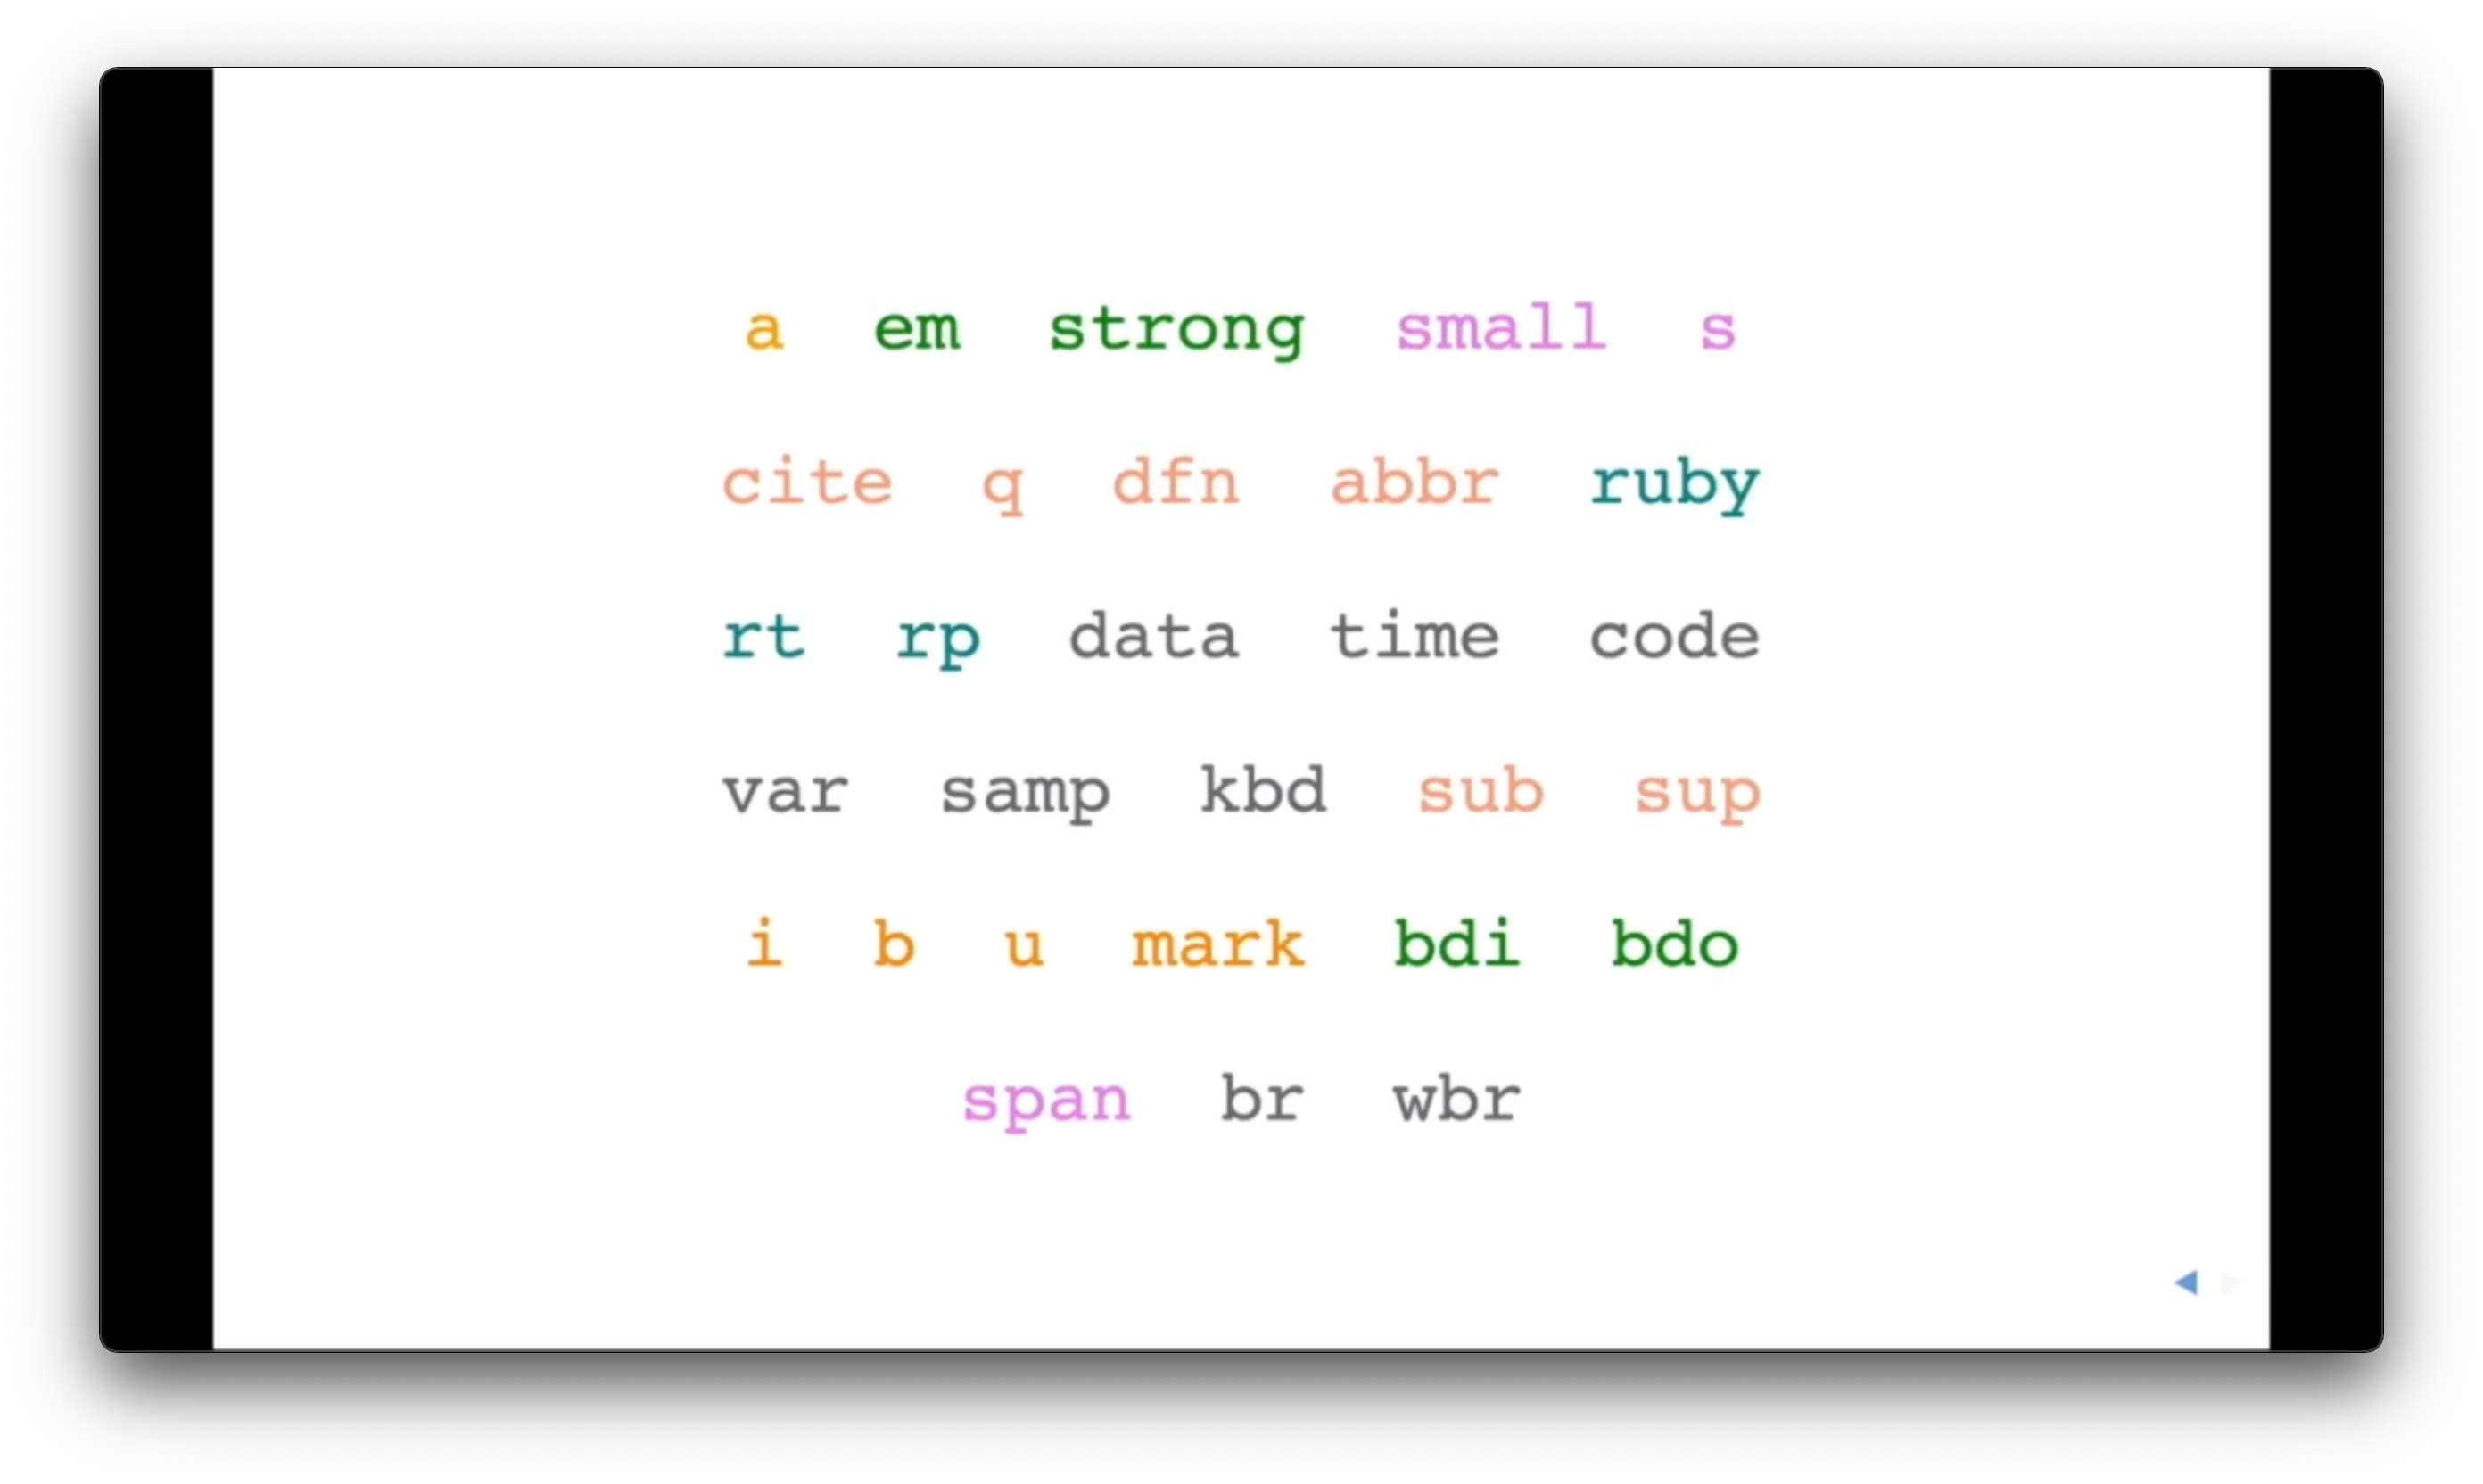 a em strong small s
cite q dfn abbr ruby
rt rp data time code
var samp kbd sub sup
i b u mark bdi bdo
span br wbr